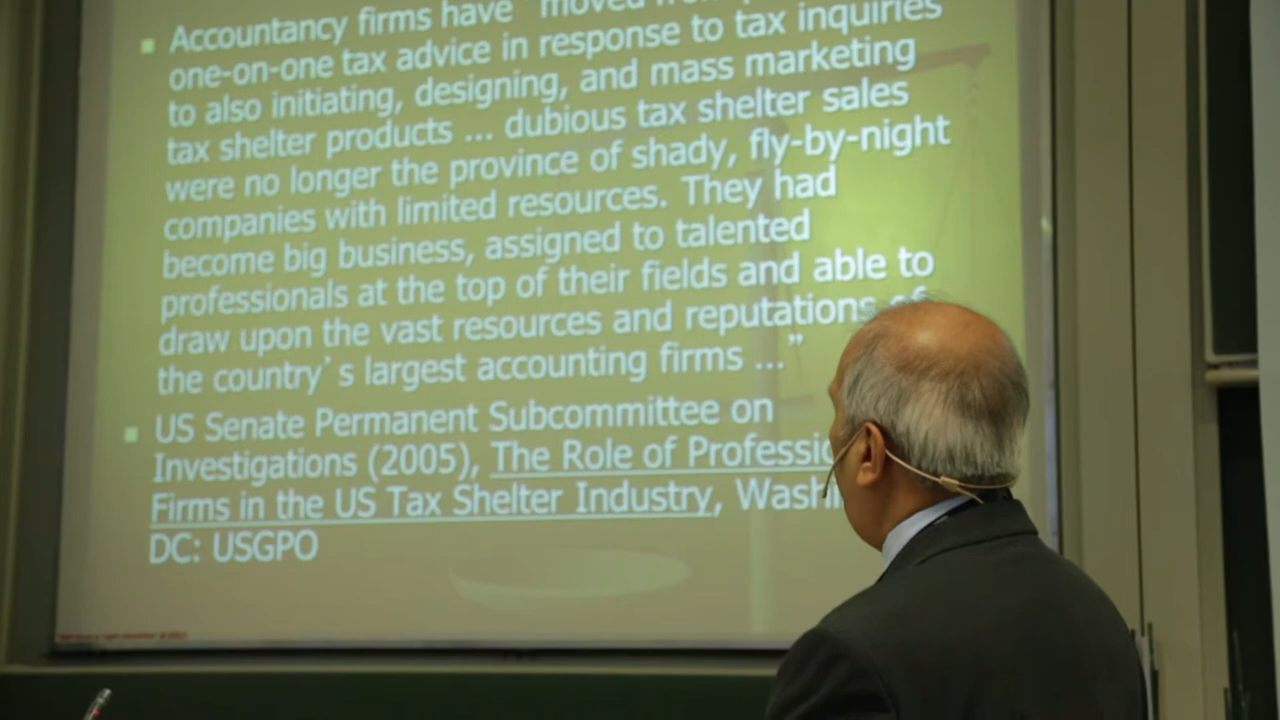 Accountancy firms have "moved from
one-on-one tax advice in response to tax inquiries
to also initiating, designing, and mass marketing
tax shelter products ... dubious tax shelter sales
were no longer the province of shady, fly-by-night
companies with limited resources. They had
become big business, assigned to talented
professionals at the top of their fields and able to
draw upon the vast resources and reputations of
the country´s largest accounting firms ..."
US Senate Permanent Subcommittee on
Investigations (2005), The Role of
Firms in the US Tax Shelter Industry,
DC: USGPO